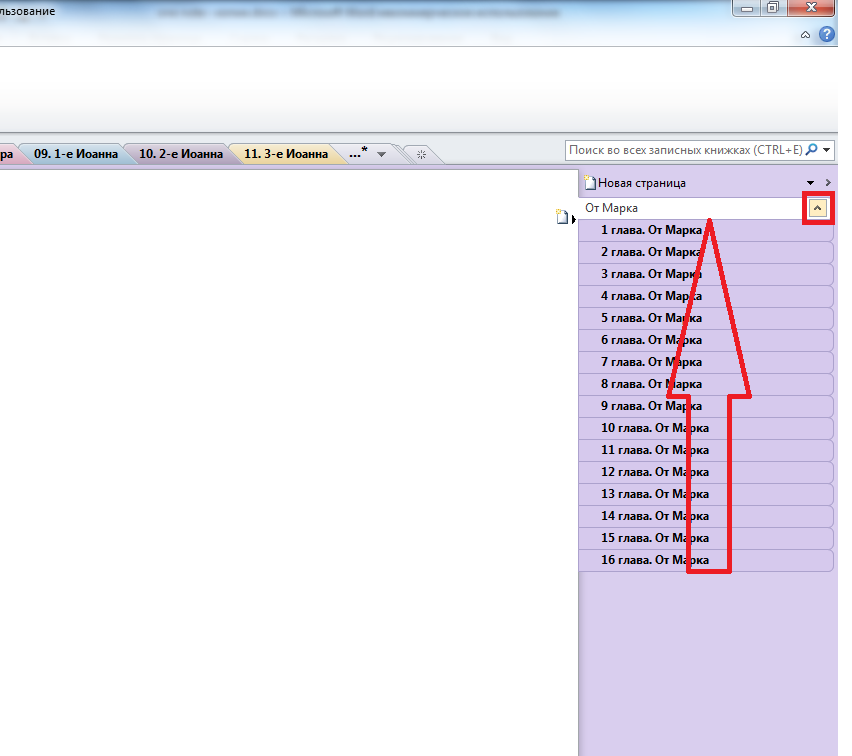 льзование
ра
09. 1-е Иоанна
10. 2-е Иоанна
11. 3-е Иоанна
...*
Поиск во всех записных книжках (CTRL+E)
Новая страница
От Марка
1 глава. От Марка
2 глава. От Марка
3 глава. От Марка
4 глава. От Марка
5 глава. От Марка
6 глава. От Марка
7 глава. От Марка
8 глава. От Марка
9 глава. От Марка
10 глава. От Марка
11 глава. От Марка
12 глава. От Марка
13 глава. От Марка
14 глава. От Марка
15 глава. От Марка
16 глава. От Марка